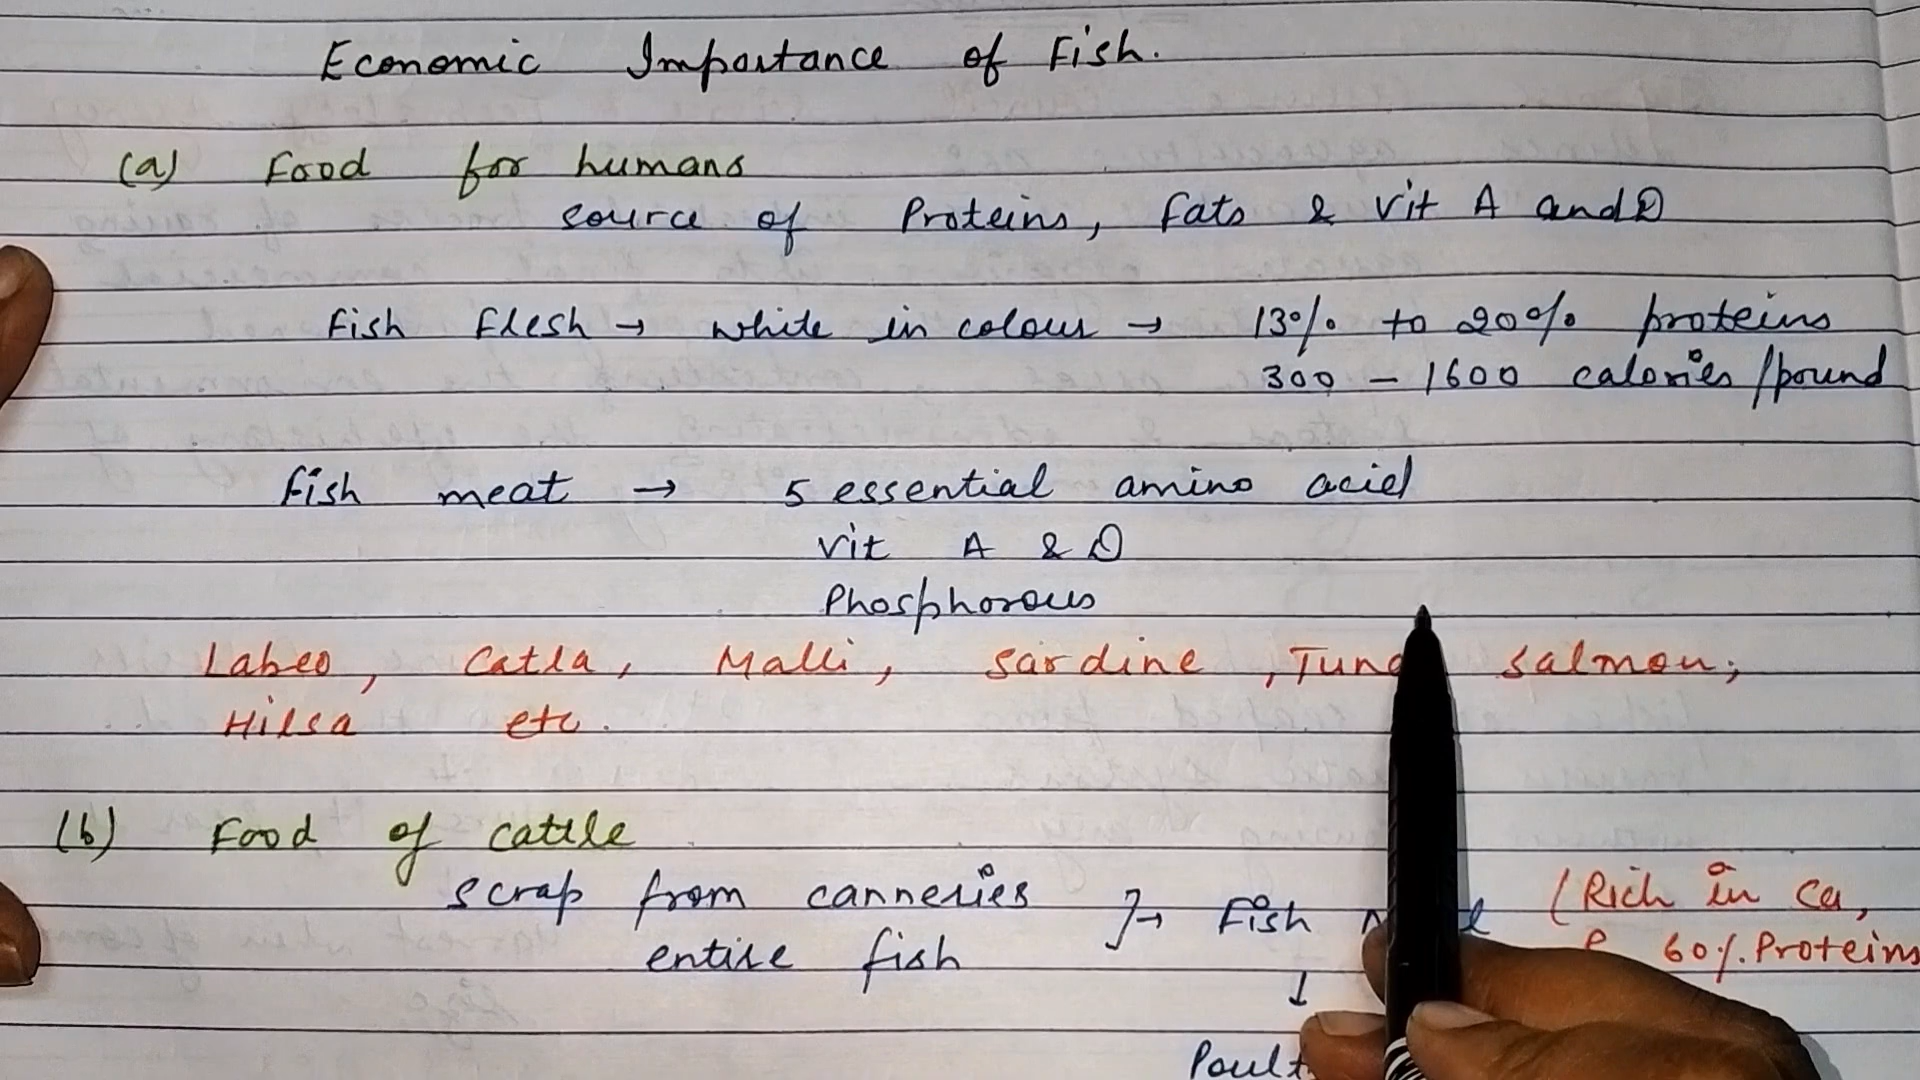 Economic Importance of Fish.
(a) Food for humans
source of Proteins, Fats & Vit A and D
Fish Flesh → white in colour → 13% to 20% proteins
300 - 1600 calories/pound
Fish meat → 5 essential amino acid
Vit A & D
Phosphorous
Labeo, Catla, Malli, Sardine, Salmon,
Hilsa etc.
(b) Food of cattle
scrap from canneries
entire fish
}→ Fish (Rich in Ca,
60% Proteins
↓